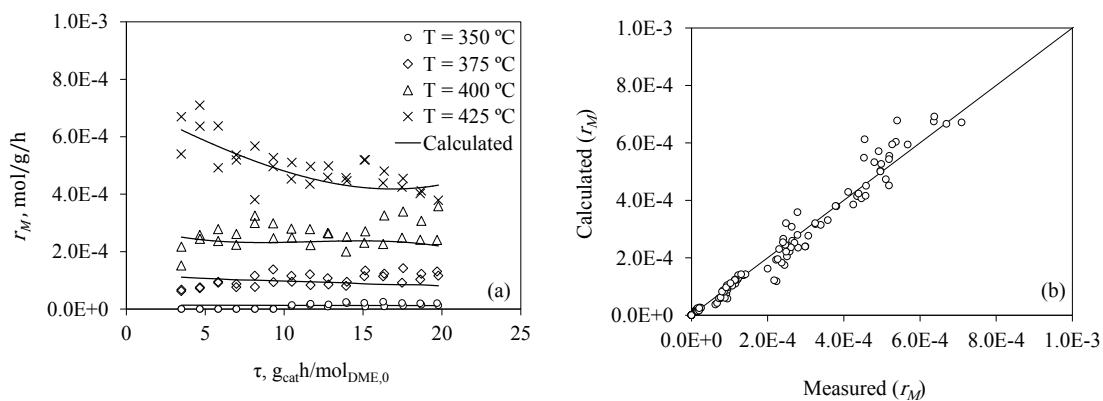 1.0E-3
8.0E-4
6.0E-4
4.0E-4
2.0E-4
0.0E+0
r_M, mol/g/h
0 5 10 15 20 25
τ, g_cat h/mol_DME,0
T = 350 ºC
T = 375 ºC
T = 400 ºC
T = 425 ºC
Calculated
(a)
1.0E-3
8.0E-4
6.0E-4
4.0E-4
2.0E-4
0.0E+0
Calculated (r_M)
0.0E+0 2.0E-4 4.0E-4 6.0E-4 8.0E-4 1.0E-3
Measured (r_M)
(b)